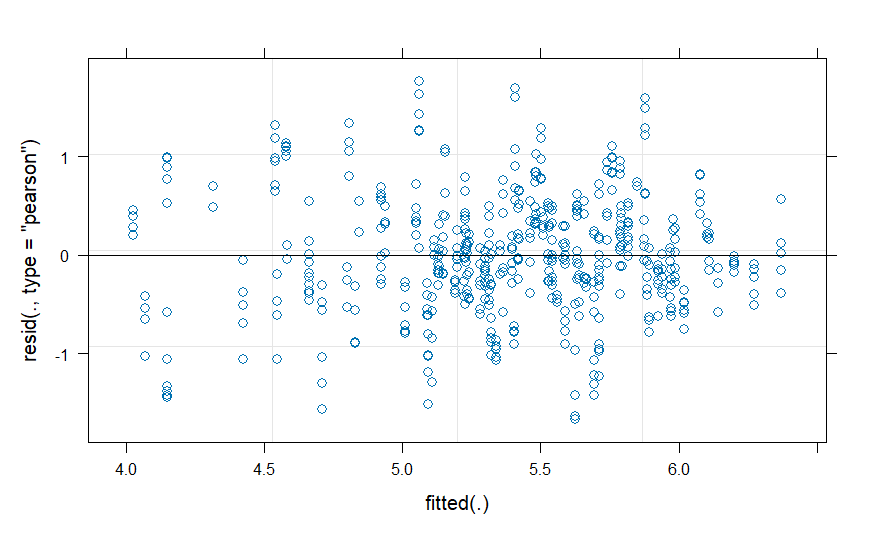 resid(., type = "pearson")
1
0
-1
4.0 4.5 5.0 5.5 6.0
fitted(.)